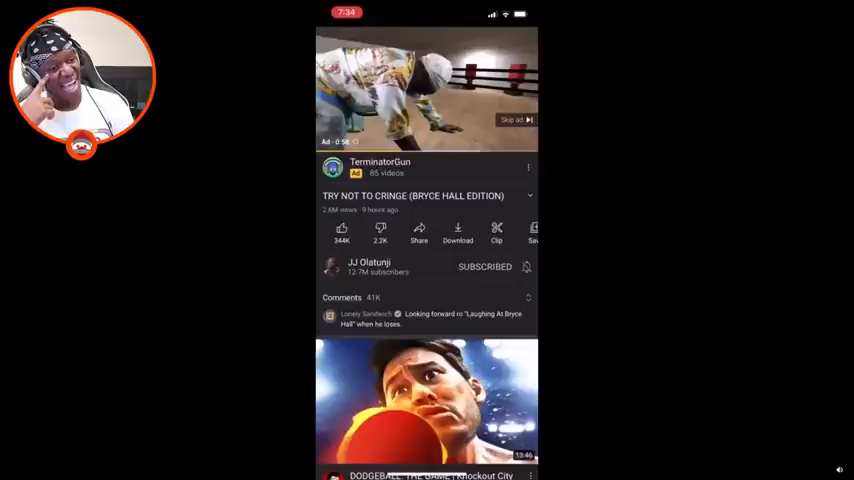 7:34
Skip ad
Ad · 0:58
TerminatorGun
Ad 85 videos
TRY NOT TO CRINGE (BRYCE HALL EDITION)
2.6M views 9 hours ago
344K 2.2K Share Download Clip Sav
JJ Olatunji
12.7M subscribers
SUBSCRIBED
Comments 41K
Lonely Sandwich Looking forward ro "Laughing At Bryce
Hall" when he loses.
13:46
DODGEBALL: THE GAME | Knockout City